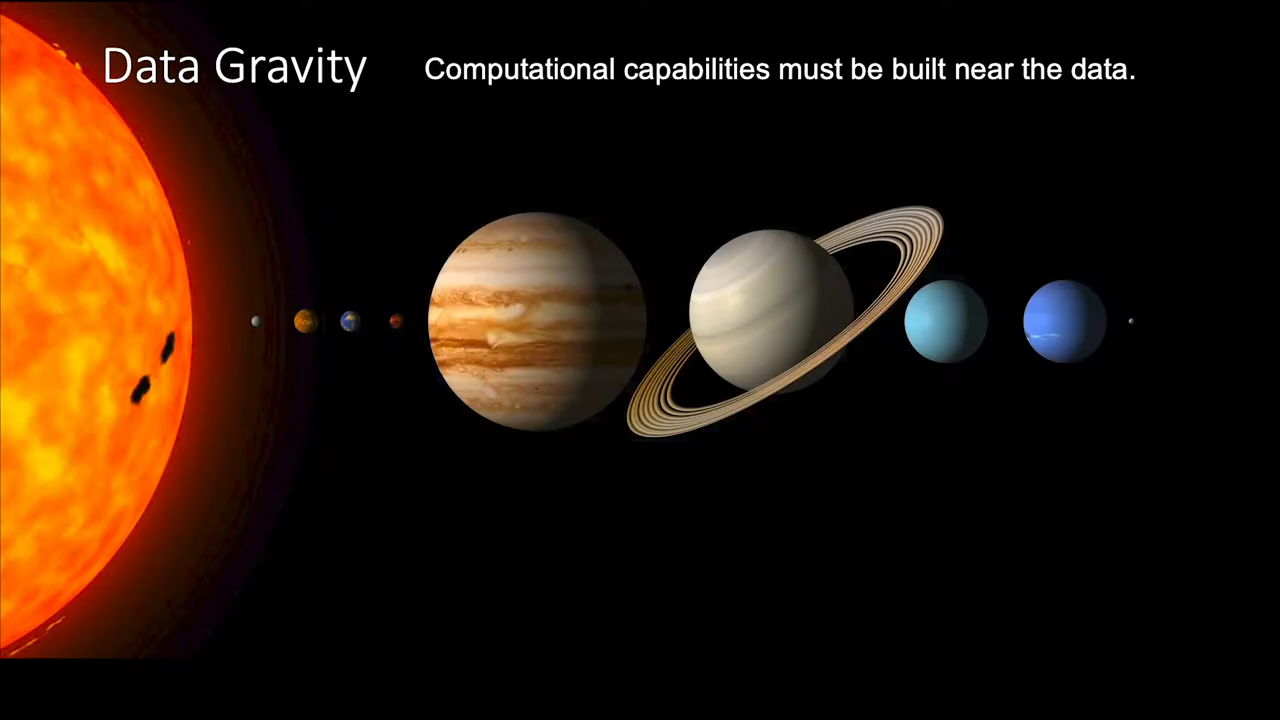 Data Gravity
Computational capabilities must be built near the data.